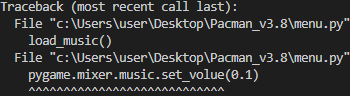 Traceback (most recent call last):
File "c:\Users\user\Desktop\Pacman_v3.8\menu.py"
load_music()
File "c:\Users\user\Desktop\Pacman_v3.8\menu.py"
pygame.mixer.music.set_volue(0.1)
^^^^^^^^^^^^^^^^^^^^^^^^^^^^